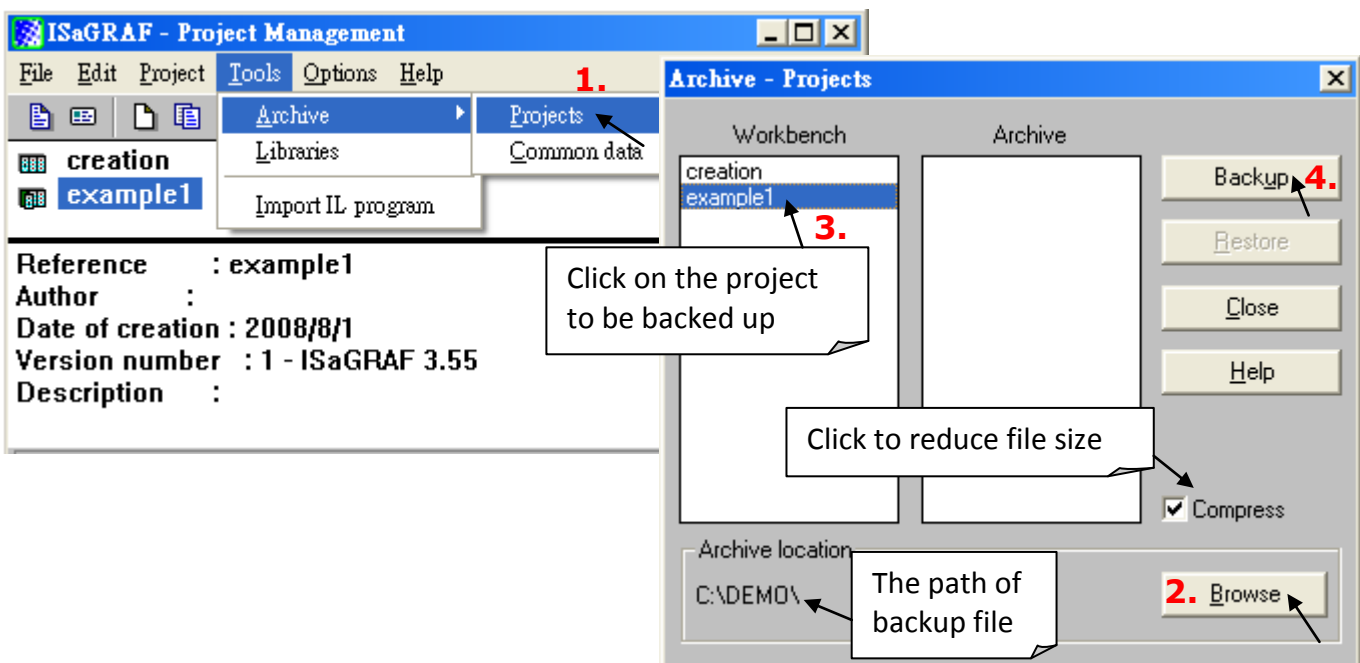 ISaGRAF - Project Management
File Edit Project Tools Options Help
1.
Archive
Projects
Libraries
Common data
Import IL program
creation
example1
Reference : example1
Author :
Date of creation : 2008/8/1
Version number : 1 - ISaGRAF 3.55
Description :
Archive - Projects
Workbench Archive
creation
example1
3.
Click on the project
to be backed up
Backup
4.
Restore
Close
Help
Click to reduce file size
Compress
Archive location
C:\DEMO\
The path of
backup file
2. Browse